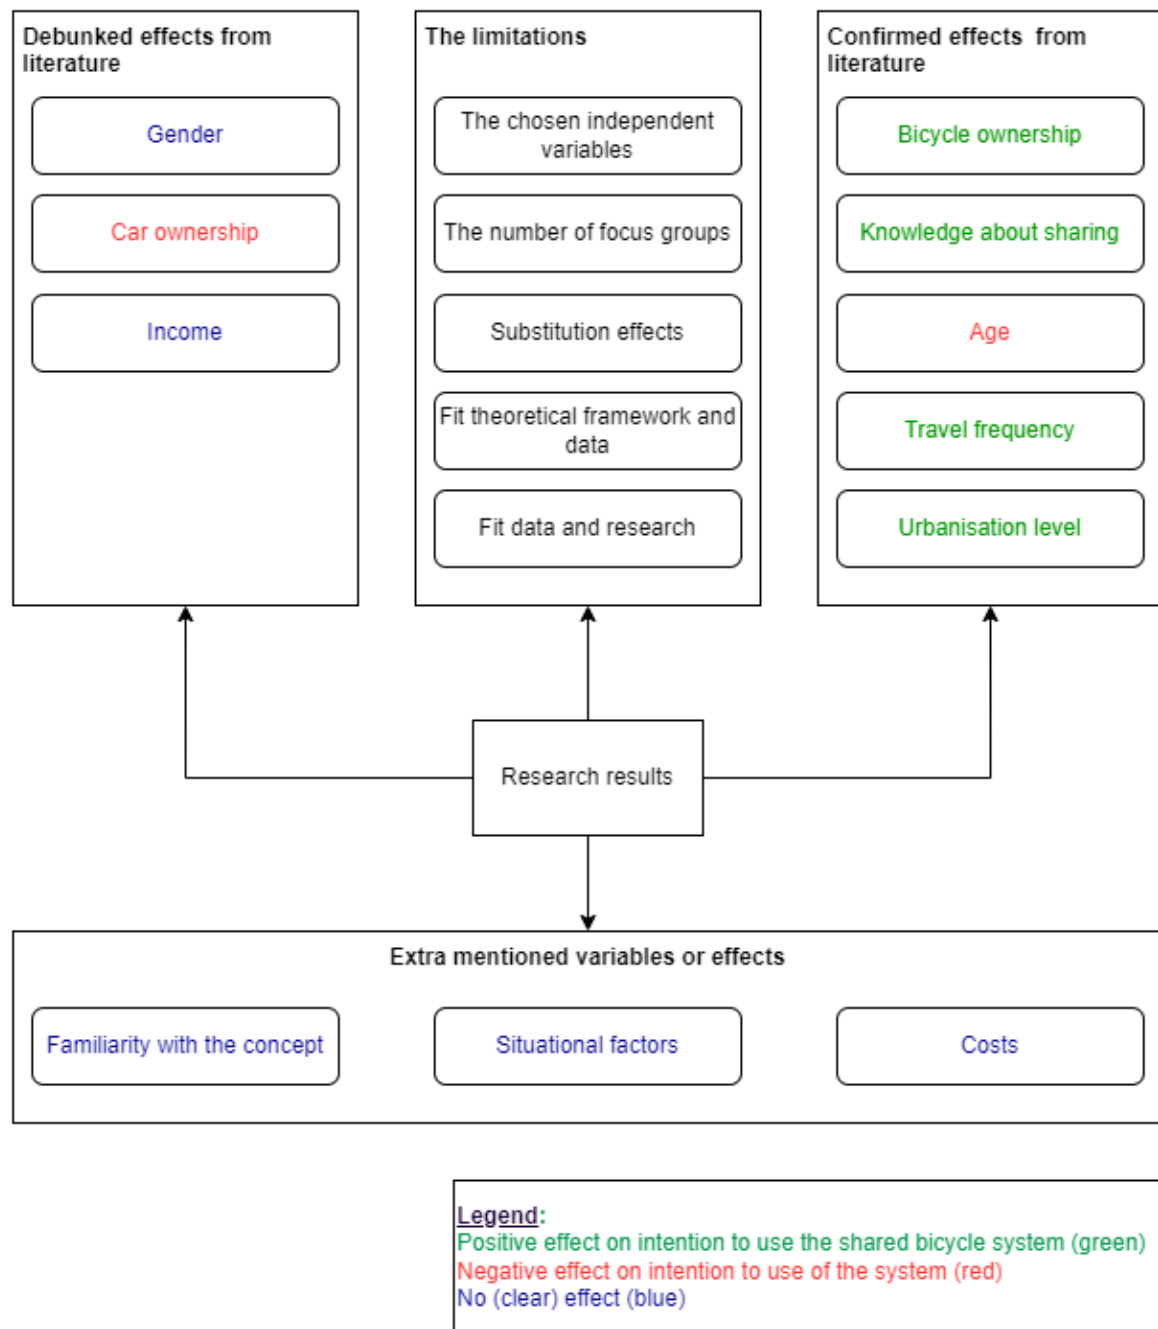 Debunked effects from
literature
Gender
Car ownership
Income
The limitations
The chosen independent
variables
The number of focus groups
Substitution effects
Fit theoretical framework and
data
Fit data and research
Confirmed effects from
literature
Bicycle ownership
Knowledge about sharing
Age
Travel frequency
Urbanisation level
Research results
Extra mentioned variables or effects
Familiarity with the concept
Situational factors
Costs
Legend:
Positive effect on intention to use the shared bicycle system (green)
Negative effect on intention to use of the system (red)
No (clear) effect (blue)